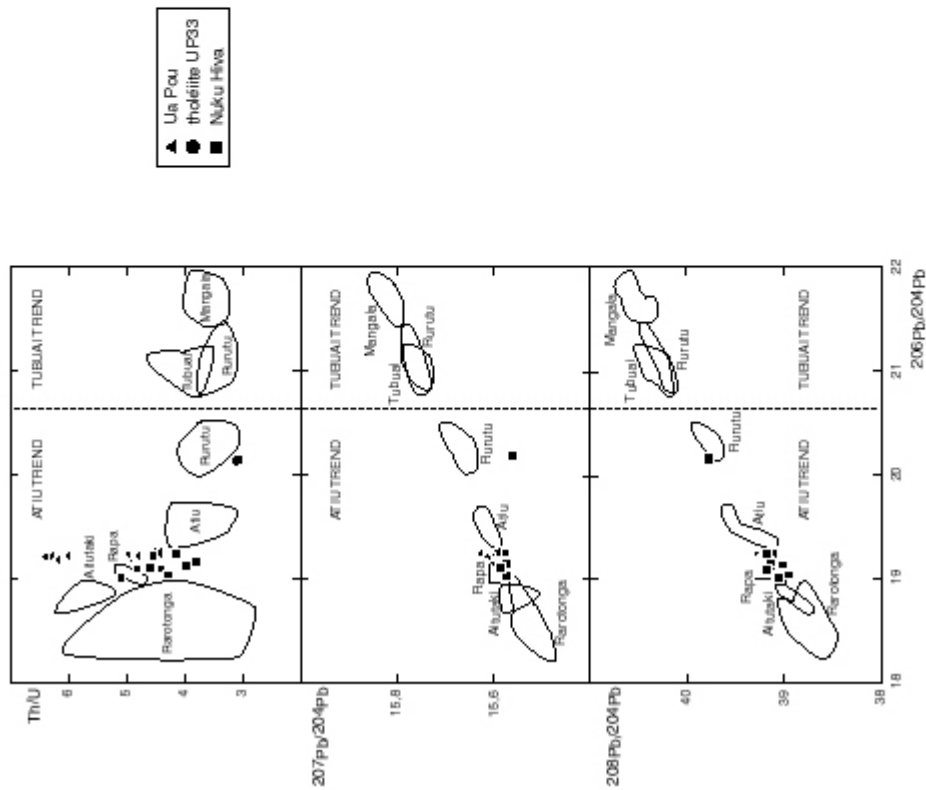 Ua Pou
tholéiite UP33
Nuku Hiva
Th/U
6
5
4
3
ATIU TREND
TUBUAI TREND
Rarotonga
Aitutaki
Rapa
Atiu
Rurutu
Tubuai
Rurutu
Mangaia
207Pb/204Pb
15.8
15.6
ATIU TREND
TUBUAI TREND
Rarotonga
Aitutaki
Rapa
Atiu
Rurutu
Tubuai
Rurutu
Mangaia
208Pb/204Pb
40
39
38
ATIU TREND
TUBUAI TREND
Rarotonga
Aitutaki
Rapa
Atiu
Rurutu
Tubuai
Rurutu
Mangaia
18
19
20
21
22
206Pb/204Pb